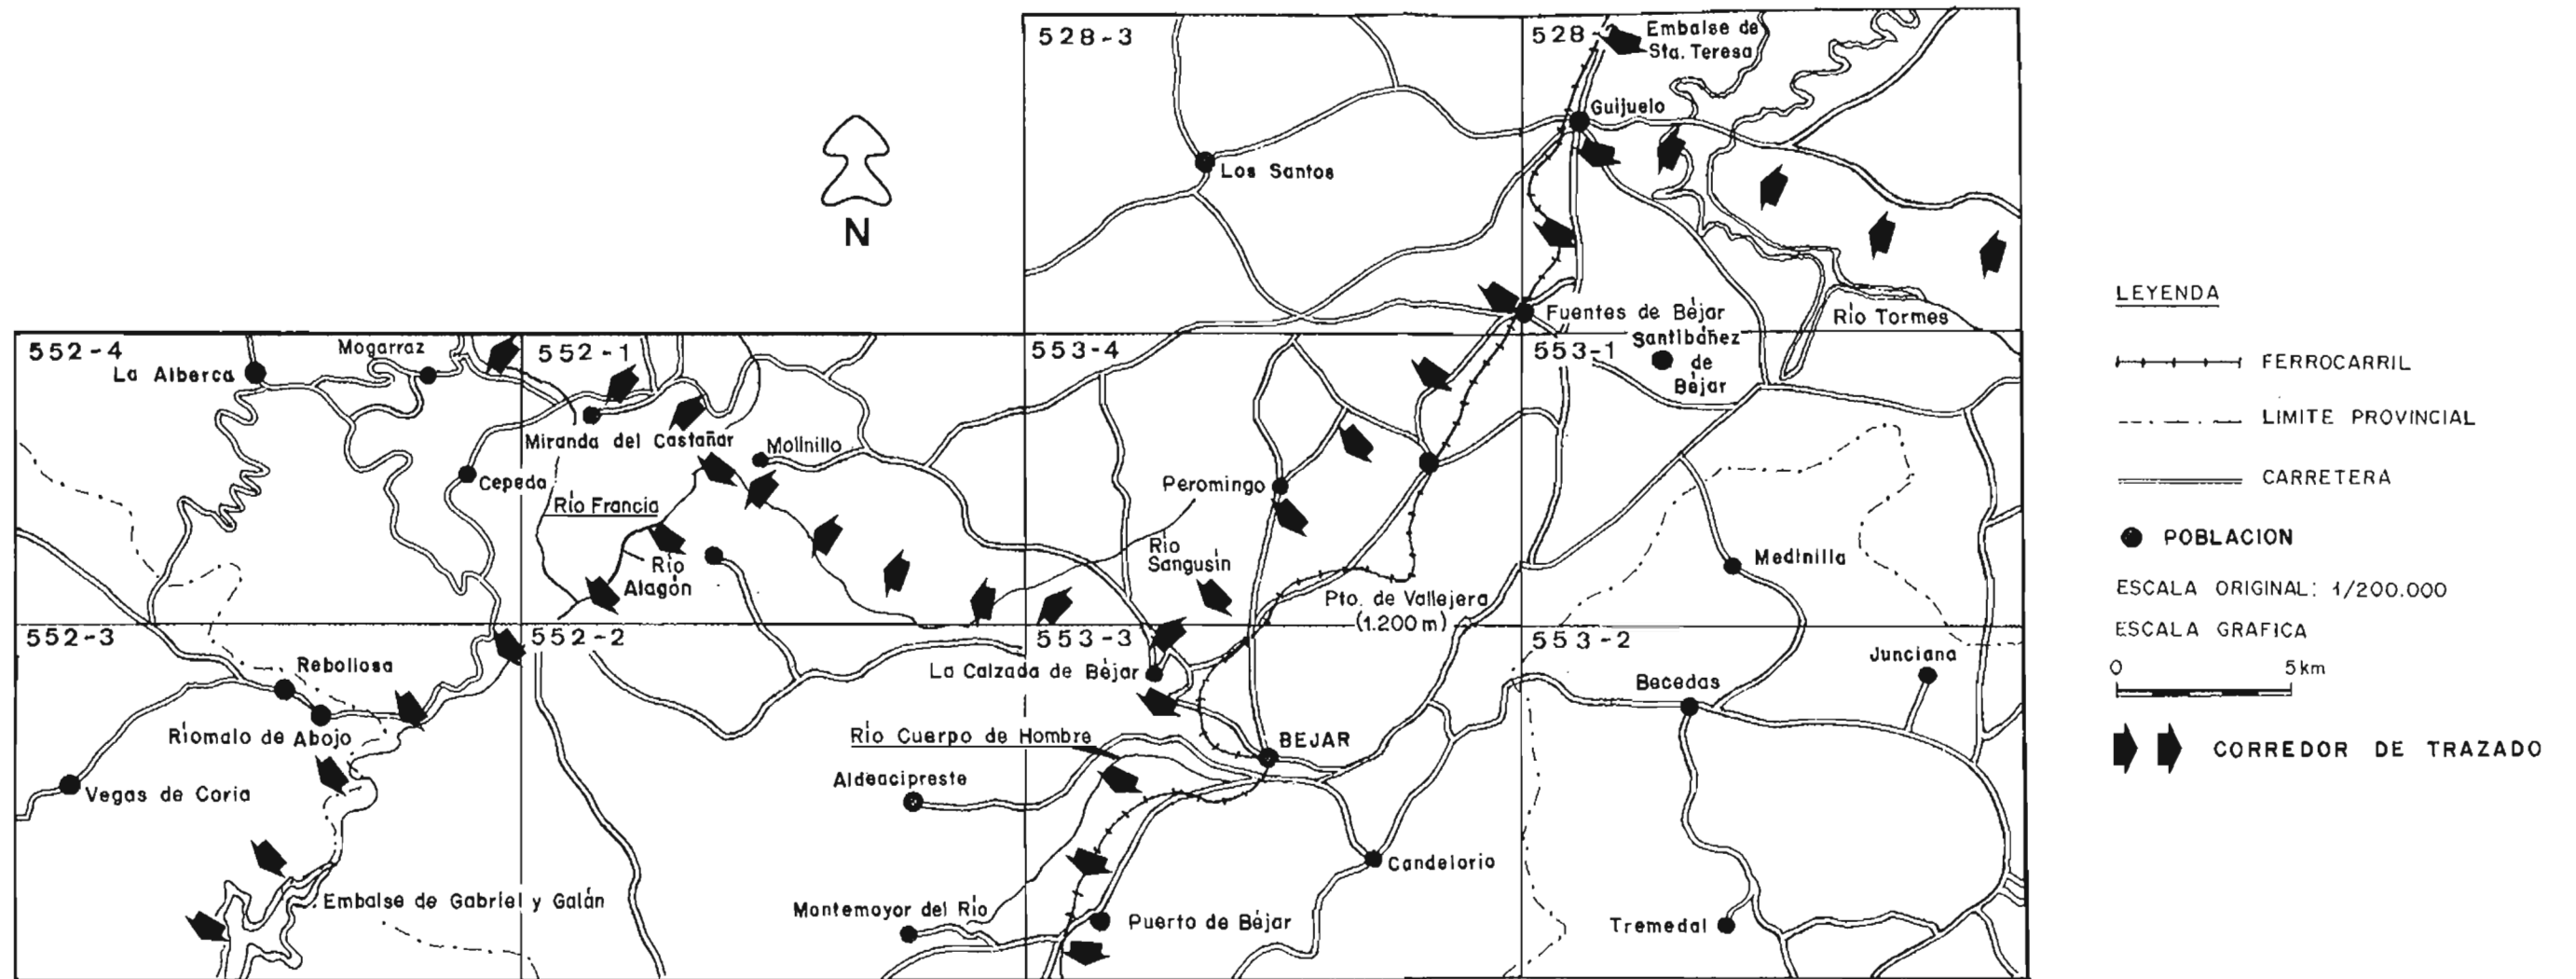 528-3
528-
Embalse de
Sta. Teresa
Guijuelo
Los Santos
N
Fuentes de Béjar
Río Tormes
552-4
Mogarraz
La Alberca
552-1
553-4
553-1
Santibáñez
de
Béjar
Miranda del Castañar
Molinillo
Cepeda
Río Francia
Peromingo
Río
Sangusín
Río
Alagón
Medinilla
Pto. de Vallejera
(1.200 m)
552-3
552-2
553-3
553-2
Rebollosa
La Calzada de Béjar
Junciana
Becedas
Ríomalo de Abajo
Río Cuerpo de Hombre
BEJAR
Aldeacipreste
Vegas de Coria
Candelario
Embalse de Gabriel y Galán
Montemayor del Río
Puerto de Béjar
Tremedal
LEYENDA
FERROCARRIL
LIMITE PROVINCIAL
CARRETERA
POBLACION
ESCALA ORIGINAL: 1/200.000
ESCALA GRAFICA
0 5 km
CORREDOR DE TRAZADO